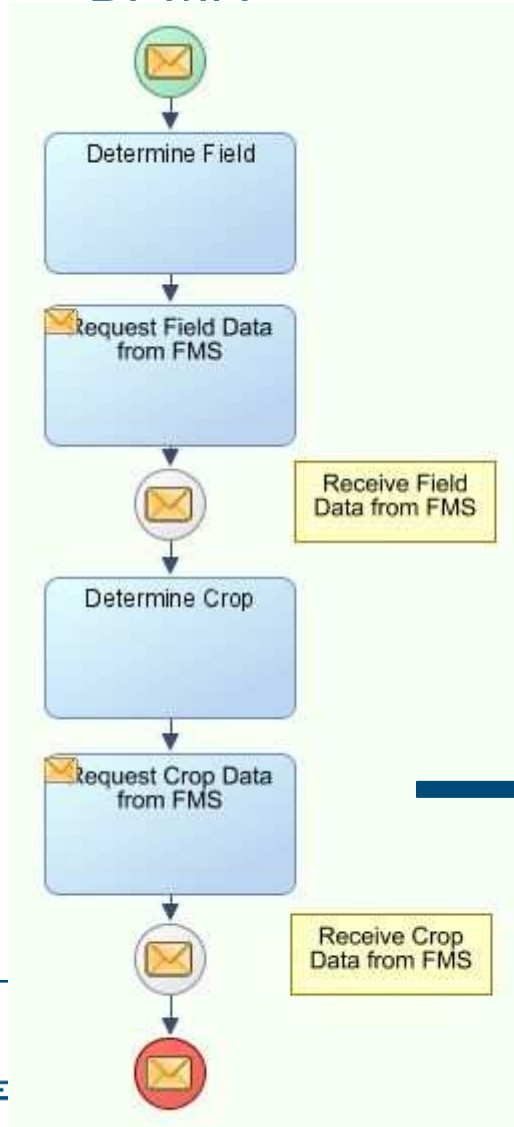 Determine Field
Request Field Data
from FMS
Receive Field
Data from FMS
Determine Crop
Request Crop Data
from FMS
Receive Crop
Data from FMS